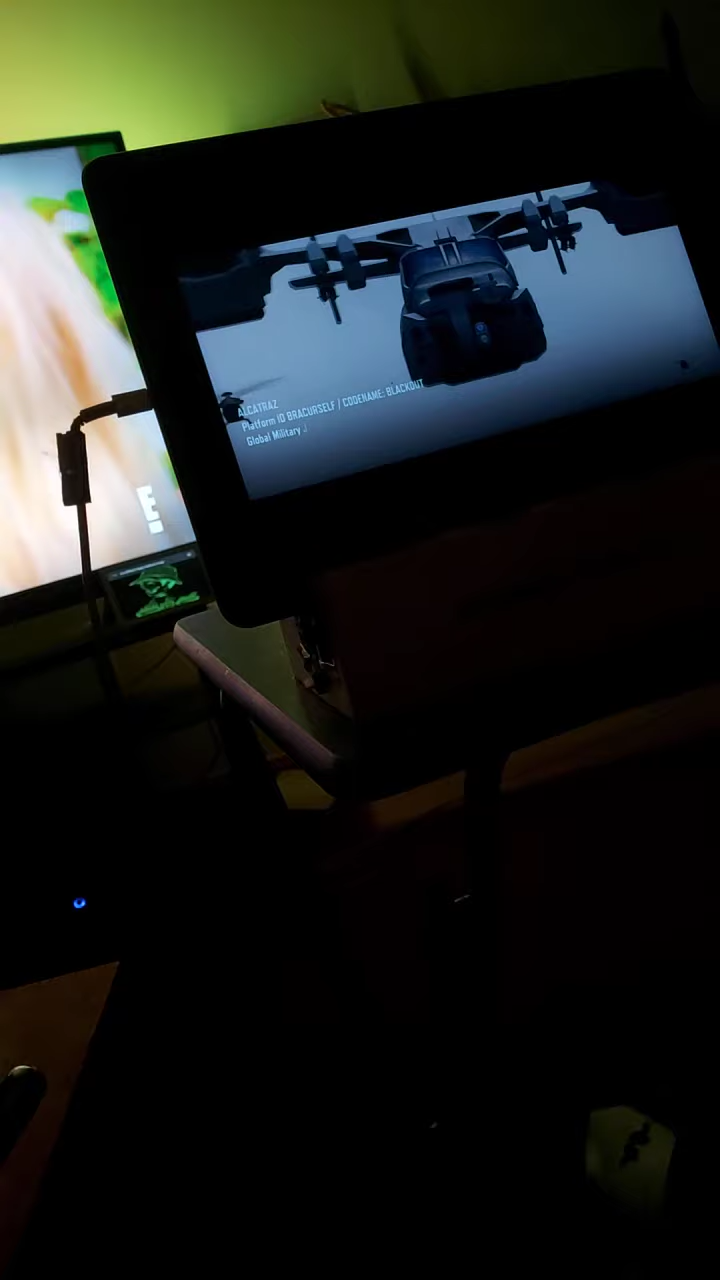 ALCATRAZ
Platform ID BRACURSELF / CODENAME: BLACKOUT
Global Military
E!